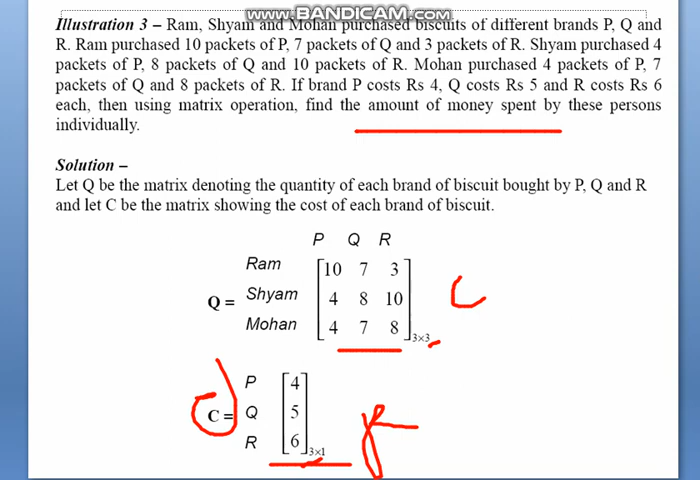 www.BANDICAM.com
Illustration 3 – Ram, Shyam and Mohan purchased biscuits of different brands P, Q and
R. Ram purchased 10 packets of P, 7 packets of Q and 3 packets of R. Shyam purchased 4
packets of P, 8 packets of Q and 10 packets of R. Mohan purchased 4 packets of P, 7
packets of Q and 8 packets of R. If brand P costs Rs 4, Q costs Rs 5 and R costs Rs 6
each, then using matrix operation, find the amount of money spent by these persons
individually.
Solution –
Let Q be the matrix denoting the quantity of each brand of biscuit bought by P, Q and R
and let C be the matrix showing the cost of each brand of biscuit.
P Q R
Ram 10 7 3
Q = Shyam 4 8 10
Mohan 4 7 8 3×3
P 4
C = Q 5
R 6 3×1